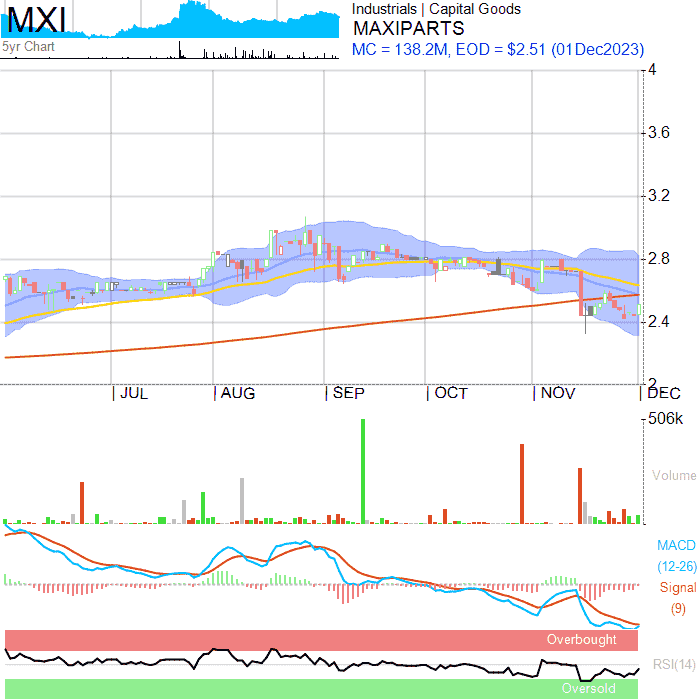 MXI
5yr Chart
Industrials | Capital Goods
MAXIPARTS
MC = 138.2M, EOD = $2.51 (01Dec2023)
4
3.6
3.2
2.8
2.4
2
JUL AUG SEP OCT NOV DEC
506k
Volume
MACD
(12-26)
Signal
(9)
Overbought
RSI(14)
Oversold